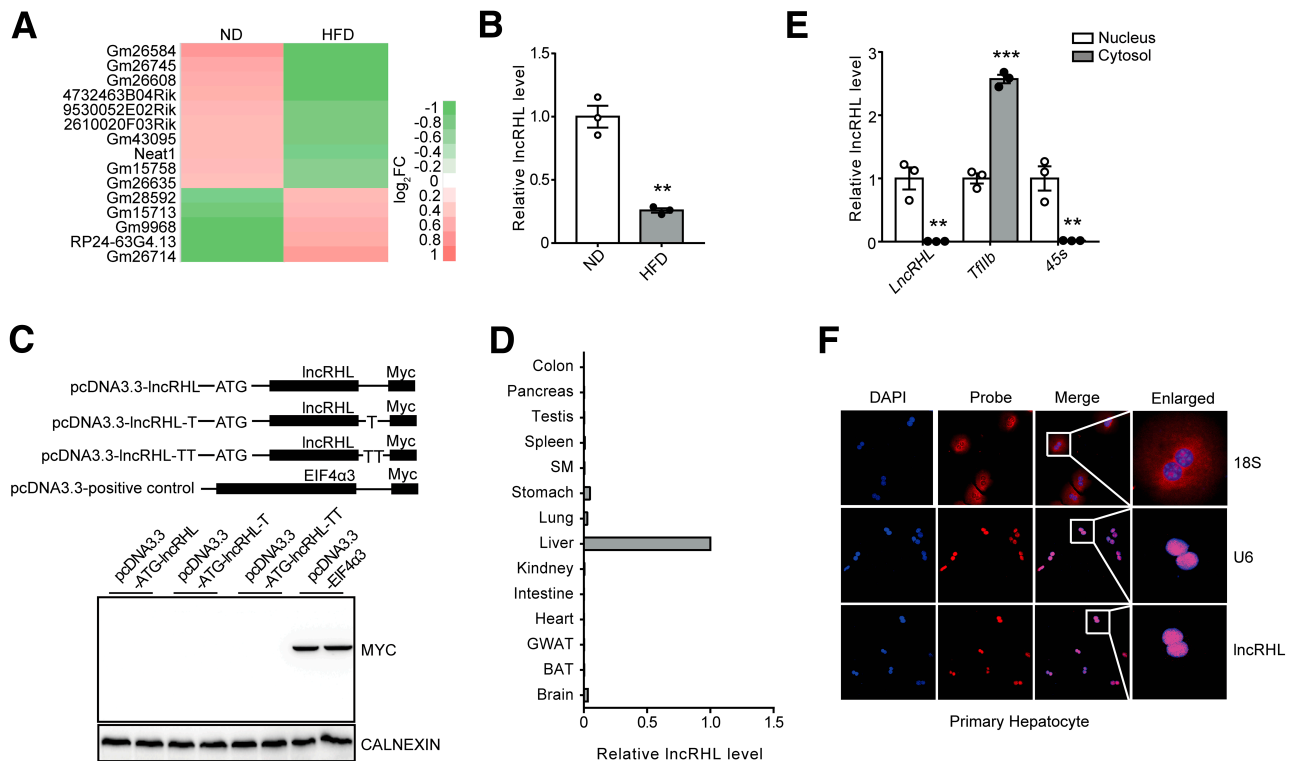 A
ND HFD
Gm26584
Gm26745
Gm26608
4732463B04Rik
9530052E02Rik
2610020F03Rik
Gm43095
Neat1
Gm15758
Gm26635
Gm28592
Gm15713
Gm9968
RP24-63G4.13
Gm26714
-1
-0.8
-0.6
-0.4
-0.2
0
0.2
0.4
0.6
0.8
1
log2FC
B
Relative lncRHL level
1.5
1.0
0.5
0
**
ND
HFD
E
Nucleus
Cytosol
Relative lncRHL level
3
2
1
0
**
***
**
LncRHL
TfIIb
45s
C
lncRHL Myc
pcDNA3.3-lncRHL ATG
lncRHL Myc
pcDNA3.3-lncRHL-T ATG T
lncRHL Myc
pcDNA3.3-lncRHL-TT ATG TT
EIF4α3 Myc
pcDNA3.3-positive control
pcDNA3.3
-ATG-lncRHL
pcDNA3.3
-ATG-lncRHL-T
pcDNA3.3
-ATG-lncRHL-TT
pcDNA3.3
-EIF4α3
MYC
CALNEXIN
D
Colon
Pancreas
Testis
Spleen
SM
Stomach
Lung
Liver
Kindney
Intestine
Heart
GWAT
BAT
Brain
0 0.5 1.0 1.5
Relative lncRHL level
F
DAPI Probe Merge Enlarged
18S
U6
lncRHL
Primary Hepatocyte